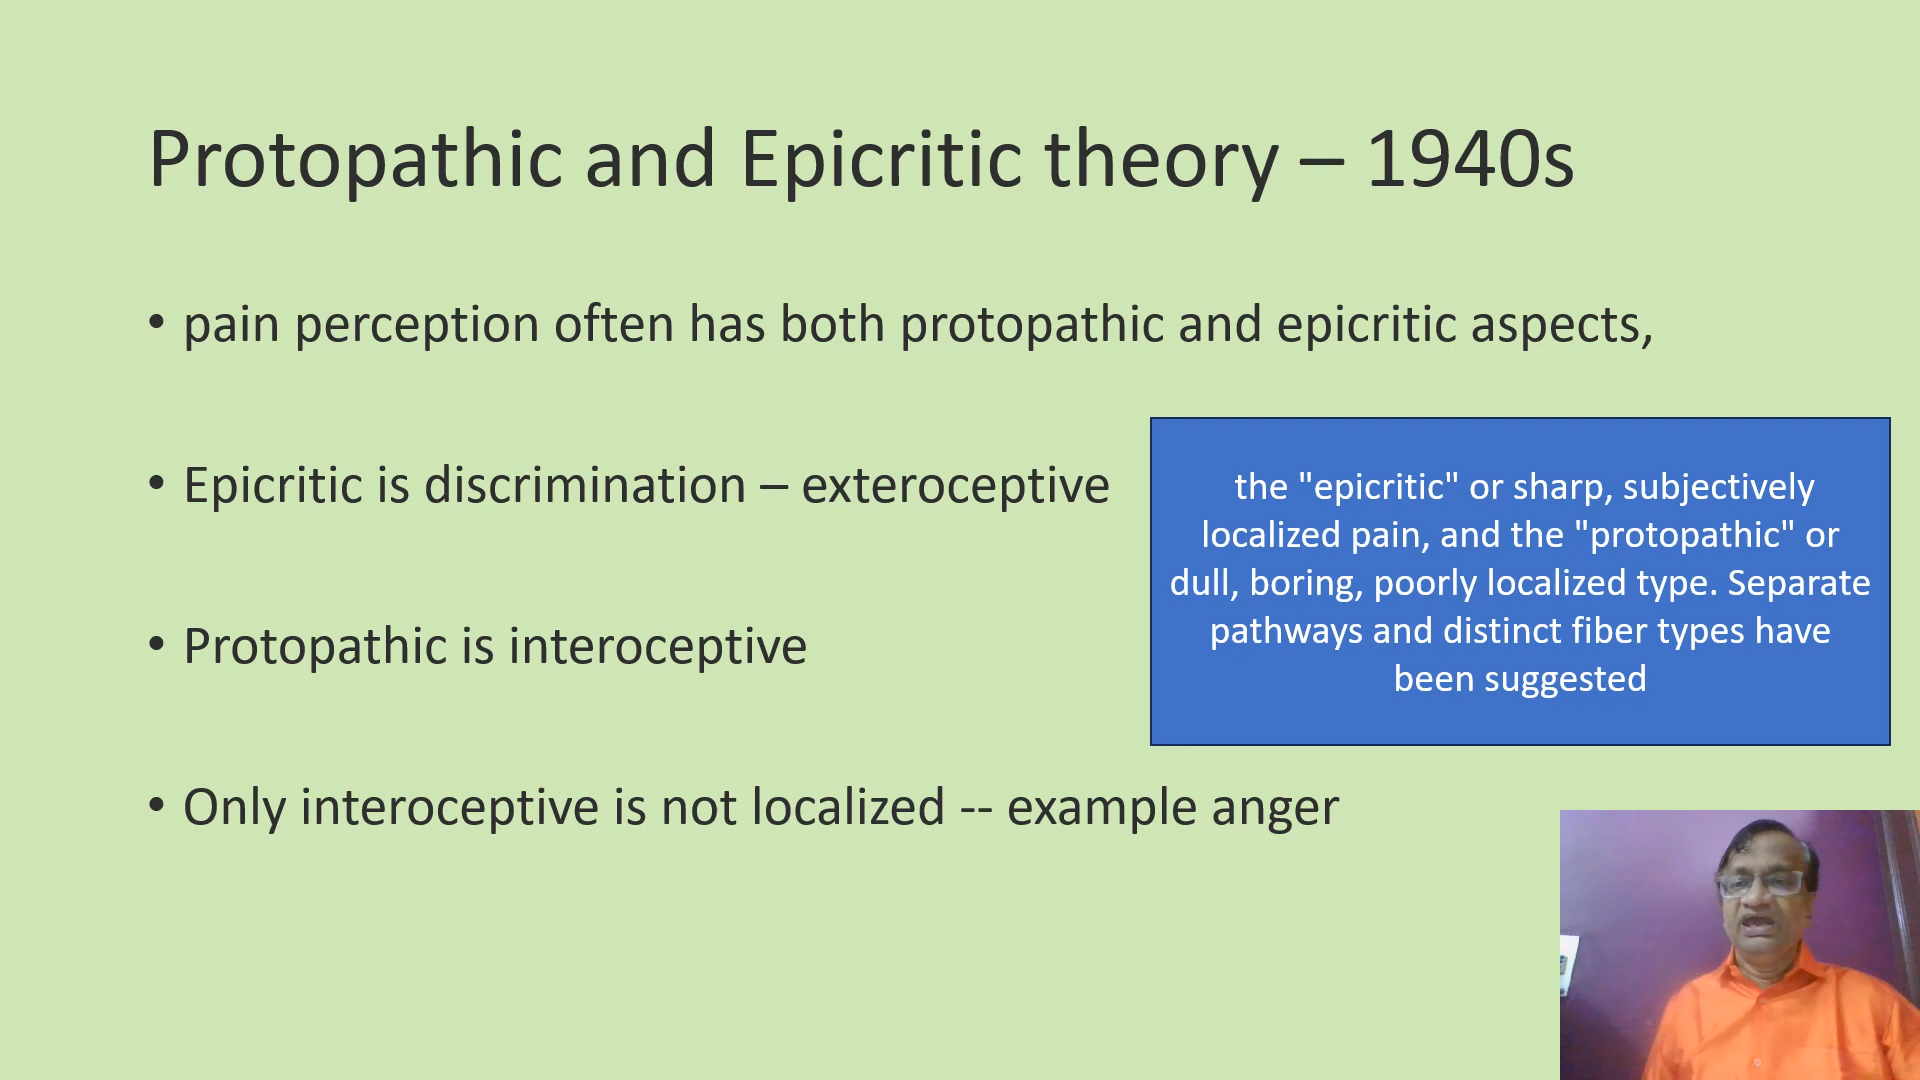 Protopathic and Epicritic theory – 1940s
• pain perception often has both protopathic and epicritic aspects,
• Epicritic is discrimination – exteroceptive
• Protopathic is interoceptive
• Only interoceptive is not localized -- example anger
the "epicritic" or sharp, subjectively
localized pain, and the "protopathic" or
dull, boring, poorly localized type. Separate
pathways and distinct fiber types have
been suggested